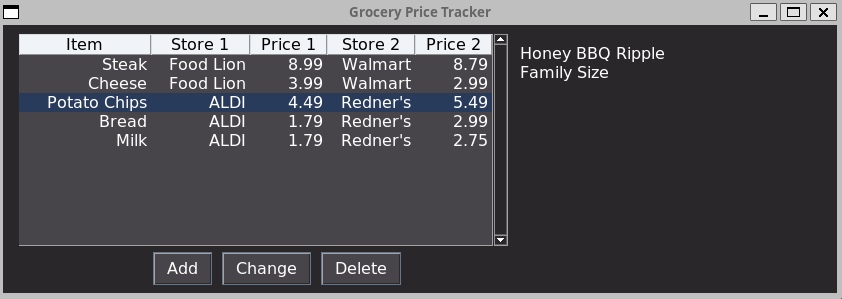 Grocery Price Tracker
Item Store 1 Price 1 Store 2 Price 2
Steak Food Lion 8.99 Walmart 8.79
Cheese Food Lion 3.99 Walmart 2.99
Potato Chips ALDI 4.49 Redner's 5.49
Bread ALDI 1.79 Redner's 2.99
Milk ALDI 1.79 Redner's 2.75
Honey BBQ Ripple
Family Size
Add Change Delete